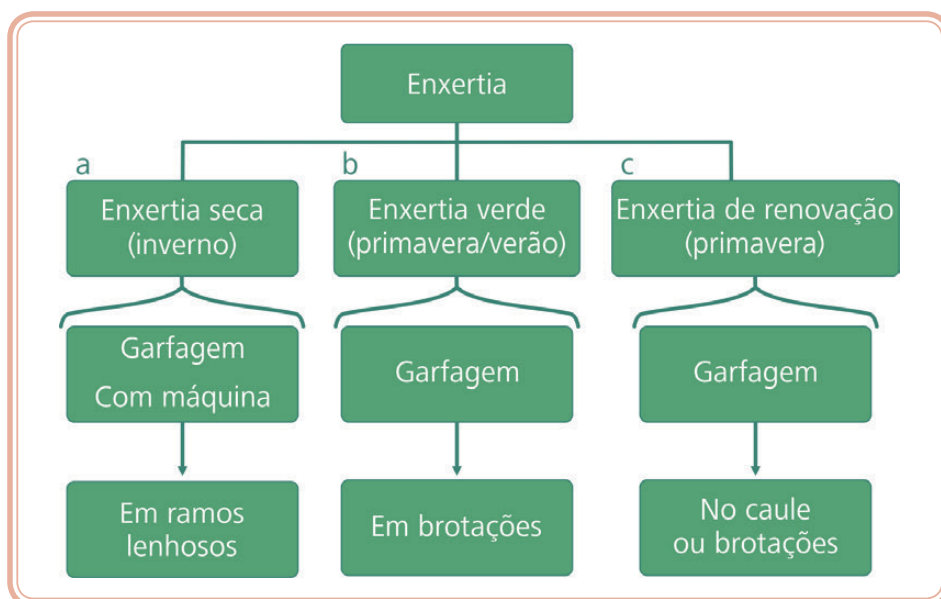 Enxertia
a
Enxertia seca
(inverno)
b
Enxertia verde
(primavera/verão)
c
Enxertia de renovação
(primavera)
Garfagem
Com máquina
Garfagem
Garfagem
Em ramos
lenhosos
Em brotações
No caule
ou brotações